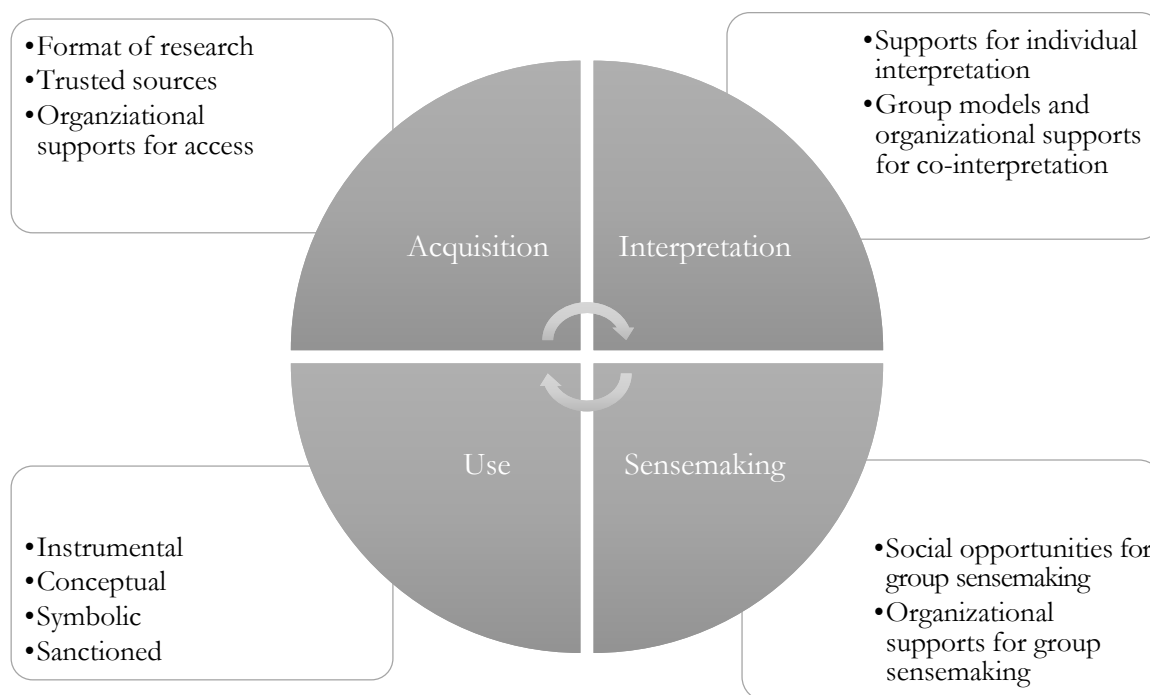 •Format of research
•Trusted sources
•Organziational
supports for access
•Supports for individual
interpretation
•Group models and
organizational supports
for co-interpretation
Acquisition
Interpretation
Use
Sensemaking
•Instrumental
•Conceptual
•Symbolic
•Sanctioned
•Social opportunities for
group sensemaking
•Organizational
supports for group
sensemaking